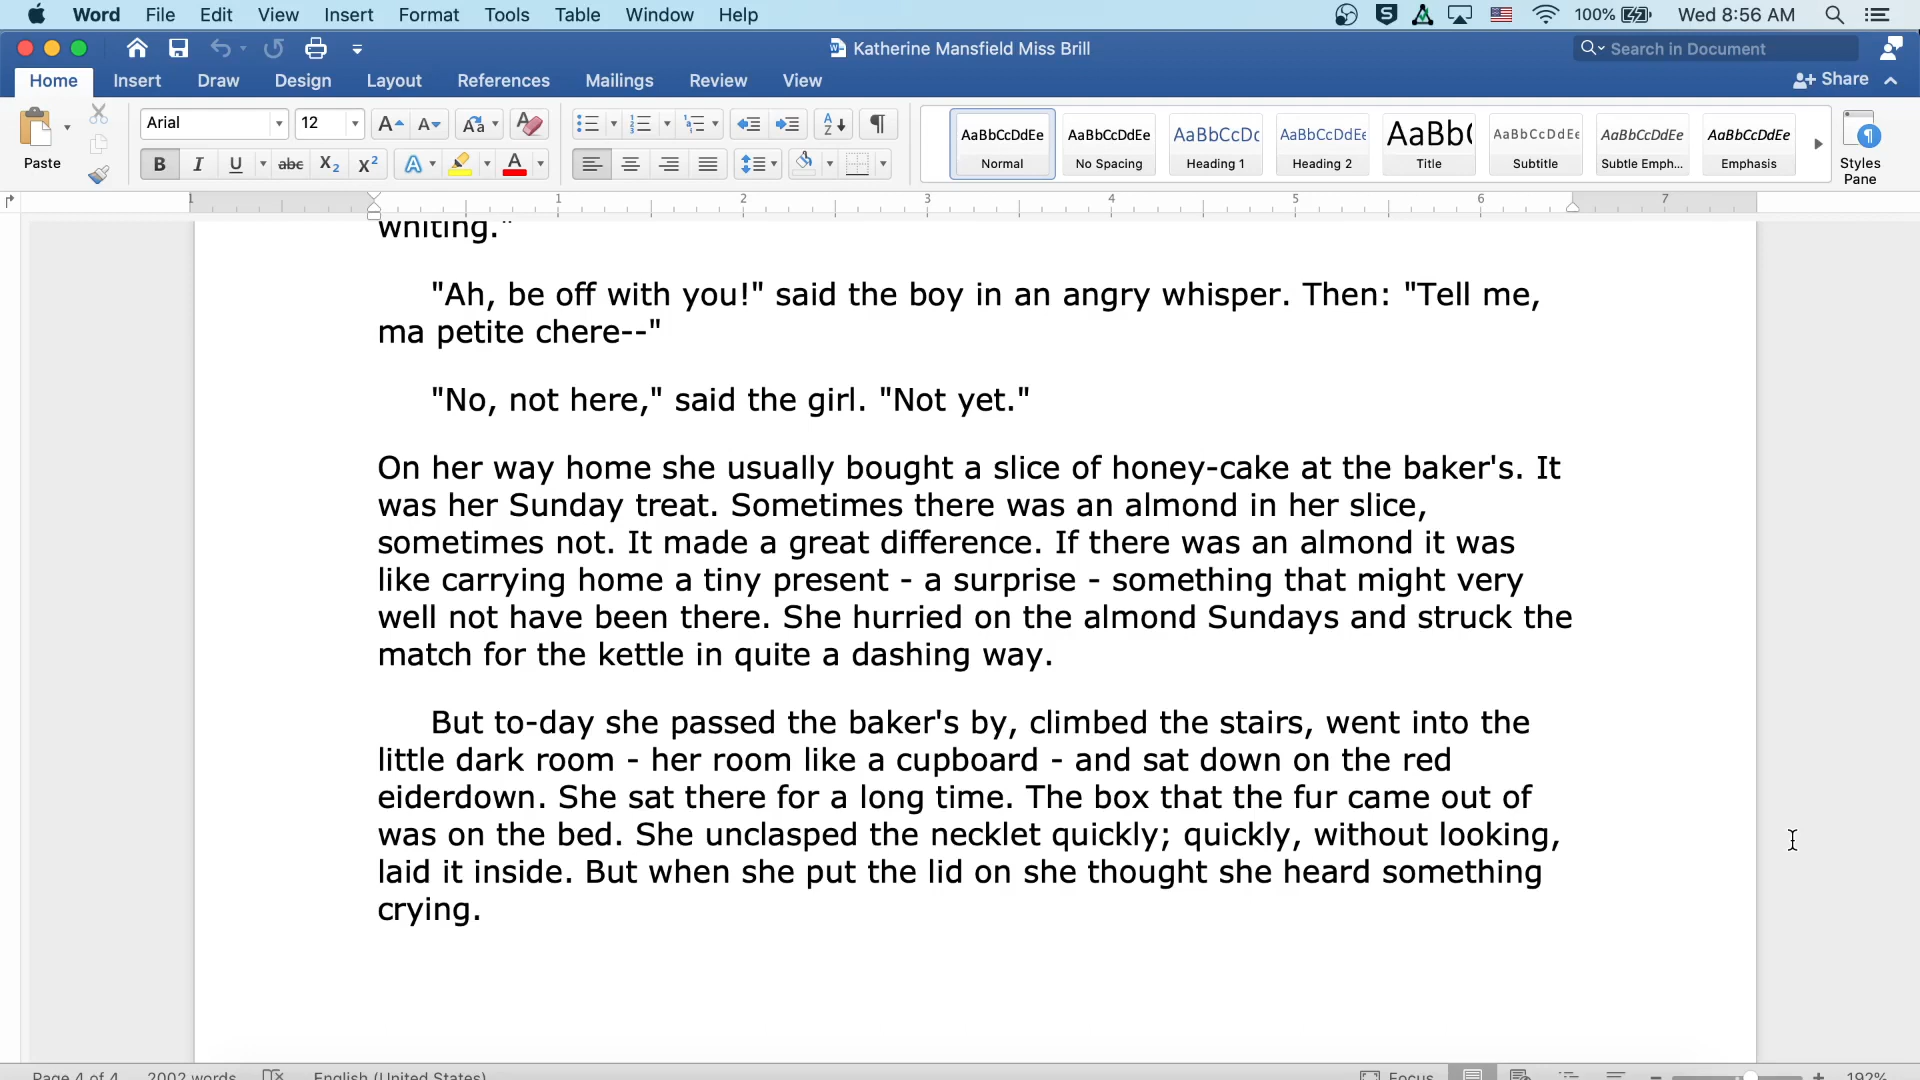 Word File Edit View Insert Format Tools Table Window Help 100% Wed 8:56 AM
Katherine Mansfield Miss Brill
Search in Document
Home Insert Draw Design Layout References Mailings Review View
Share
Paste
Arial 12
AaBbCcDdEe Normal
AaBbCcDdEe No Spacing
AaBbCcDc Heading 1
AaBbCcDdEe Heading 2
AaBb( Title
AaBbCcDdEe Subtitle
AaBbCcDdEe Subtle Emph...
AaBbCcDdEe Emphasis
Styles
Pane
1 1 2 3 4 5 6 7
whiting."
"Ah, be off with you!" said the boy in an angry whisper. Then: "Tell me,
ma petite chere--"
"No, not here," said the girl. "Not yet."
On her way home she usually bought a slice of honey-cake at the baker's. It
was her Sunday treat. Sometimes there was an almond in her slice,
sometimes not. It made a great difference. If there was an almond it was
like carrying home a tiny present - a surprise - something that might very
well not have been there. She hurried on the almond Sundays and struck the
match for the kettle in quite a dashing way.
But to-day she passed the baker's by, climbed the stairs, went into the
little dark room - her room like a cupboard - and sat down on the red
eiderdown. She sat there for a long time. The box that the fur came out of
was on the bed. She unclasped the necklet quickly; quickly, without looking,
laid it inside. But when she put the lid on she thought she heard something
crying.
Page 4 of 4 2002 words English (United States) Focus 192%